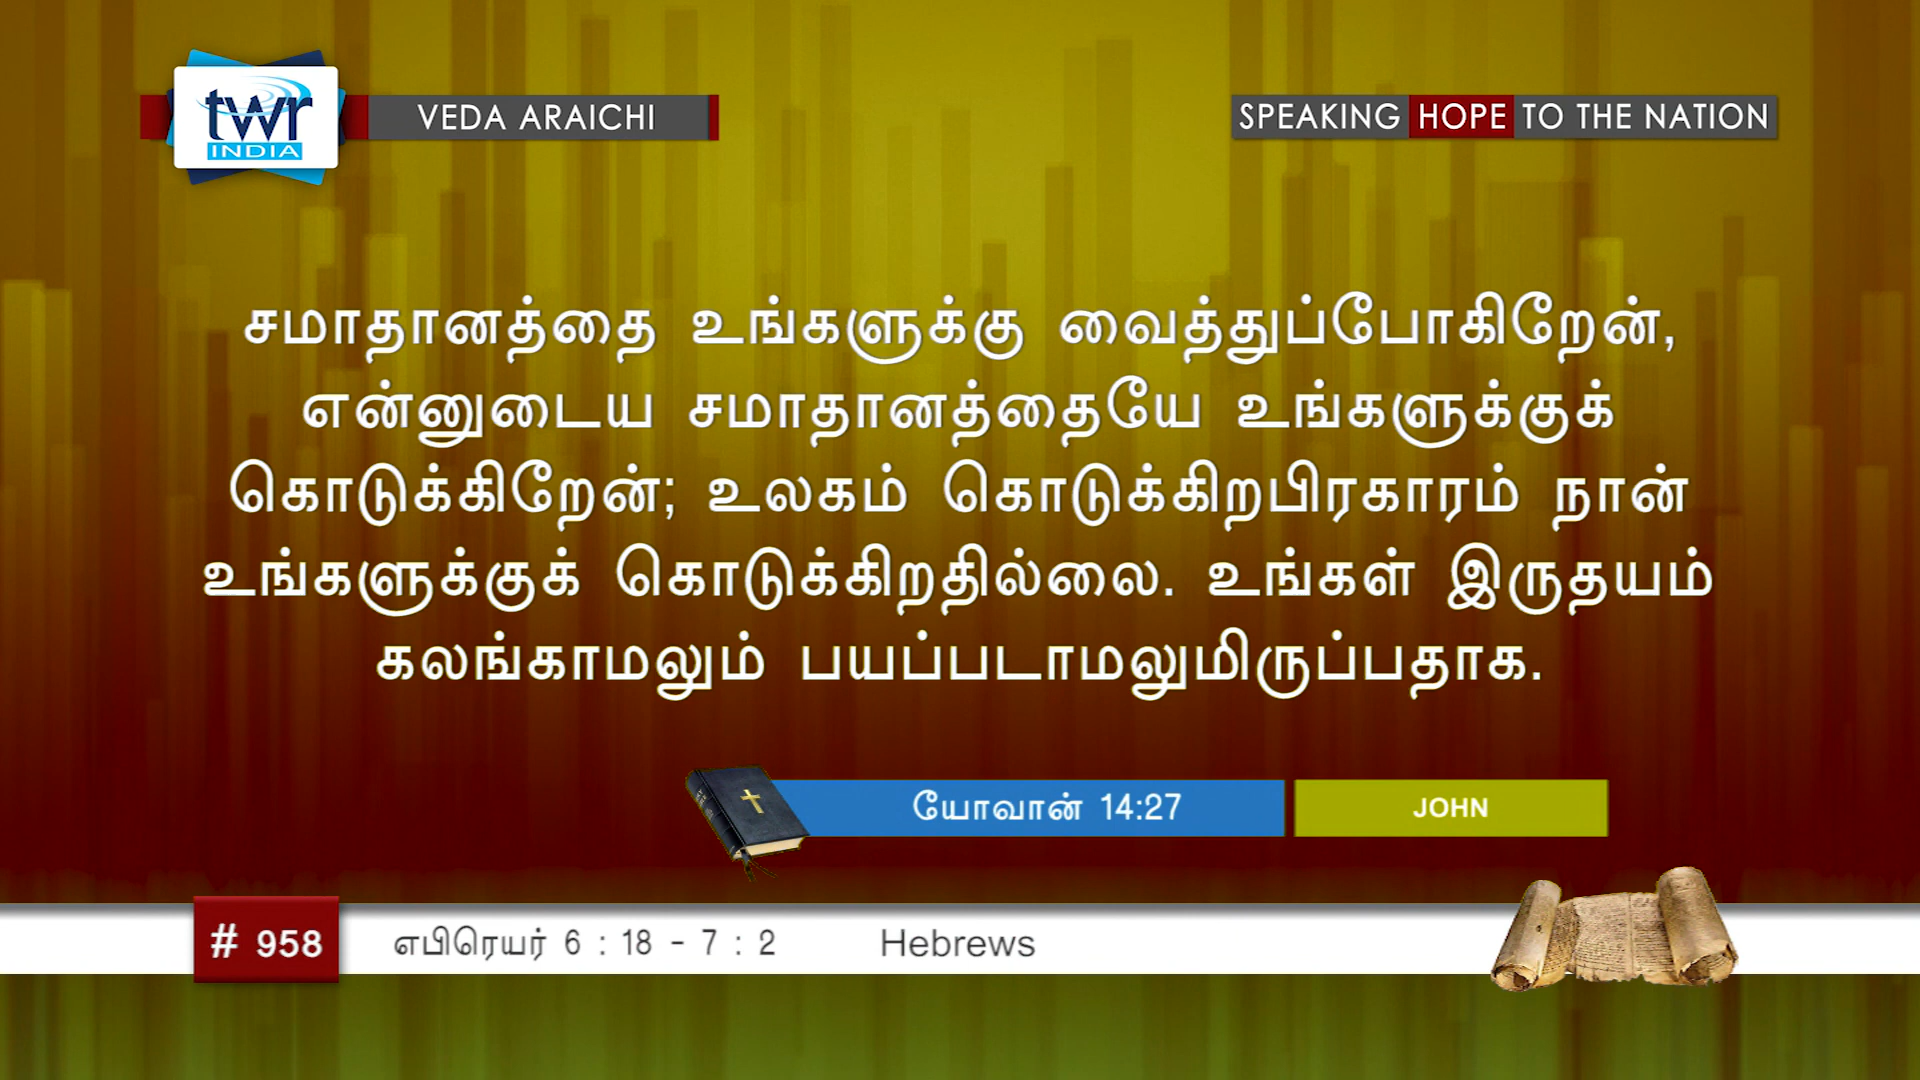 twr
INDIA
VEDA ARAICHI
SPEAKING HOPE TO THE NATION
சமாதானத்தை உங்களுக்கு வைத்துப்போகிறேன்,
என்னுடைய சமாதானத்தையே உங்களுக்குக்
கொடுக்கிறேன்; உலகம் கொடுக்கிறபிரகாரம் நான்
உங்களுக்குக் கொடுக்கிறதில்லை. உங்கள் இருதயம்
கலங்காமலும் பயப்படாமலுமிருப்பதாக.
யோவான் 14:27
JOHN
# 958
எபிரெயர் 6 : 18 - 7 : 2
Hebrews